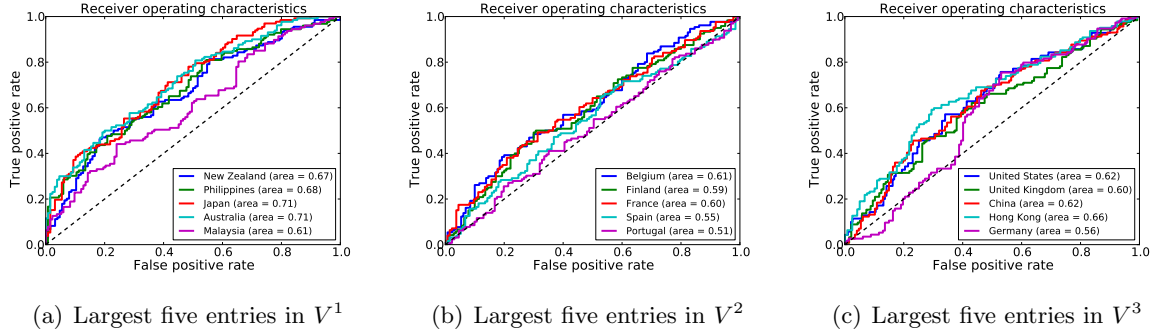 Receiver operating characteristics
True positive rate
1.0
0.8
0.6
0.4
0.2
0.0
New Zealand (area = 0.67)
Philippines (area = 0.68)
Japan (area = 0.71)
Australia (area = 0.71)
Malaysia (area = 0.61)
0.0 0.2 0.4 0.6 0.8 1.0
False positive rate
(a) Largest five entries in V¹
Receiver operating characteristics
True positive rate
1.0
0.8
0.6
0.4
0.2
0.0
Belgium (area = 0.61)
Finland (area = 0.59)
France (area = 0.60)
Spain (area = 0.55)
Portugal (area = 0.51)
0.0 0.2 0.4 0.6 0.8 1.0
False positive rate
(b) Largest five entries in V²
Receiver operating characteristics
True positive rate
1.0
0.8
0.6
0.4
0.2
0.0
United States (area = 0.62)
United Kingdom (area = 0.60)
China (area = 0.62)
Hong Kong (area = 0.66)
Germany (area = 0.56)
0.0 0.2 0.4 0.6 0.8 1.0
False positive rate
(c) Largest five entries in V³